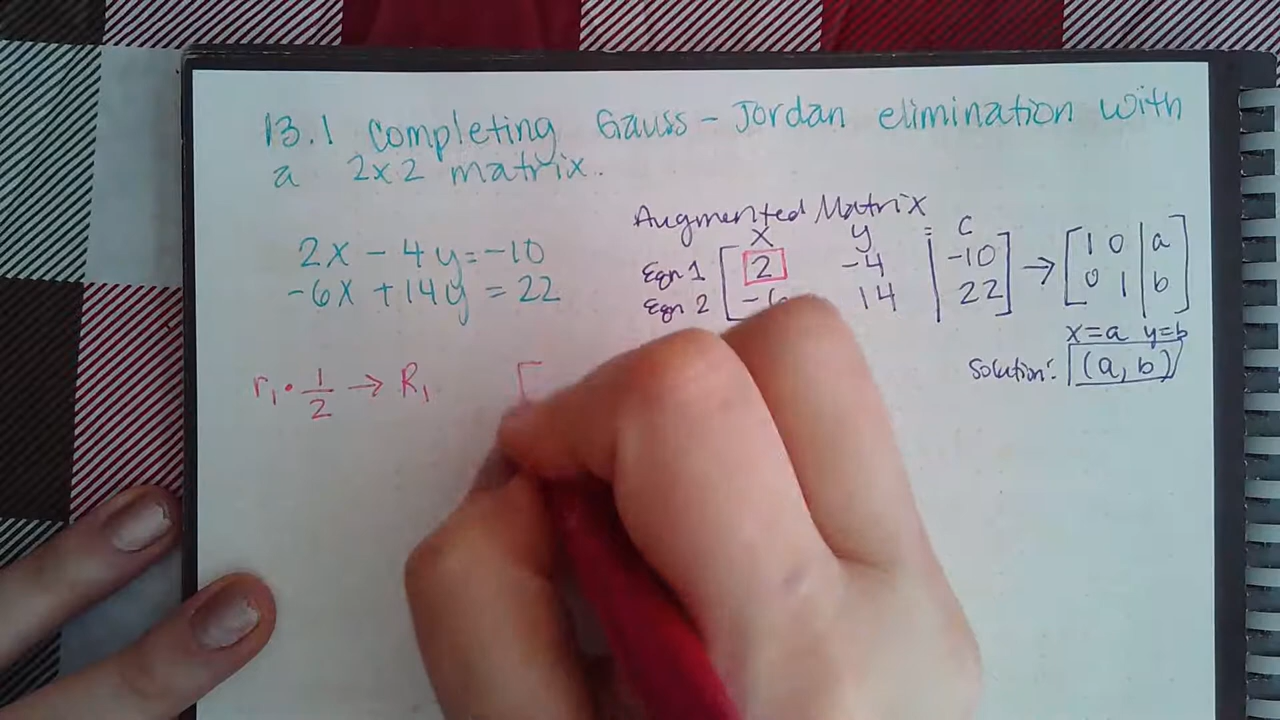 13.1 Completing Gauss-Jordan elimination with
a 2x2 matrix.
2x - 4y = -10
-6x + 14y = 22
Augmented Matrix
x y = c
Eqn 1 [ 2 -4 | -10 ] → [ 1 0 | a ]
Eqn 2 [ -6 14 | 22 ] [ 0 1 | b ]
x=a y=b
Solution: (a, b)
r₁ • 1/2 → R₁ [